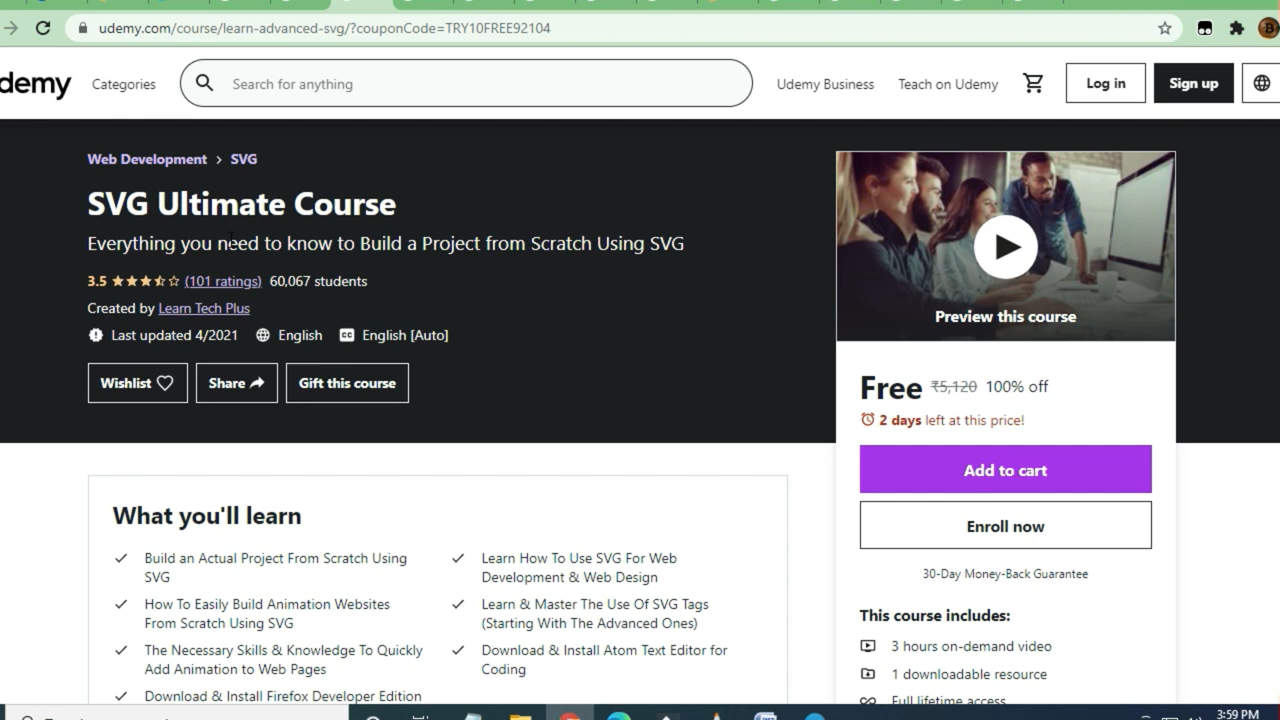 udemy.com/course/learn-advanced-svg/?couponCode=TRY10FREE92104
demy
Categories
Search for anything
Udemy Business
Teach on Udemy
Log in
Sign up
Web Development > SVG
SVG Ultimate Course
Everything you need to know to Build a Project from Scratch Using SVG
3.5 (101 ratings) 60,067 students
Created by Learn Tech Plus
Last updated 4/2021 English CC English [Auto]
Wishlist
Share
Gift this course
Preview this course
Free ₹5,120 100% off
2 days left at this price!
Add to cart
Enroll now
30-Day Money-Back Guarantee
This course includes:
3 hours on-demand video
1 downloadable resource
Full lifetime access
What you'll learn
Build an Actual Project From Scratch Using
SVG
How To Easily Build Animation Websites
From Scratch Using SVG
The Necessary Skills & Knowledge To Quickly
Add Animation to Web Pages
Download & Install Firefox Developer Edition
Learn How To Use SVG For Web
Development & Web Design
Learn & Master The Use Of SVG Tags
(Starting With The Advanced Ones)
Download & Install Atom Text Editor for
Coding
3:59 PM